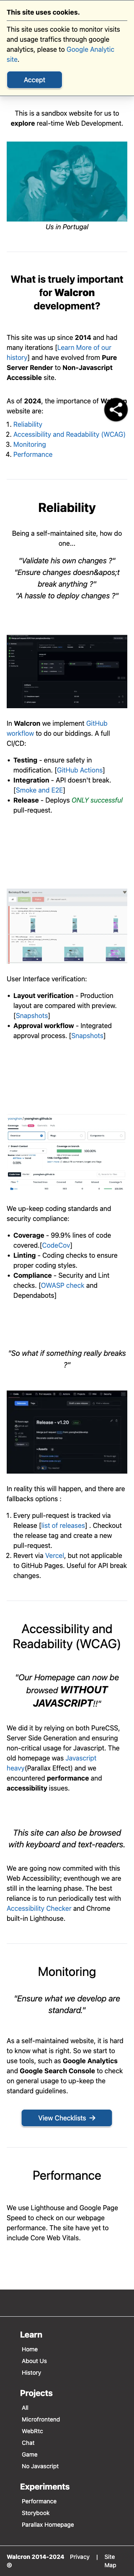 This site uses cookies.
This site uses cookie to monitor visits
and usage traffics through google
analytics, please to Google Analytic
site.
Accept
This is a sandbox website for us to
explore real-time Web Development.
Us in Portugal
What is truely important
for Walcron
development?
This site was up since 2014 and had
many iterations [Learn More of our
history] and have evolved from Pure
Server Render to Non-Javascript
Accessible site.
As of 2024, the importance of
website are:
1. Reliability
2. Accessibility and Readability (WCAG)
3. Monitoring
4. Performance
Reliability
Being a self-maintained site, how do
one...
"Validate his own changes ?"
"Ensure changes doesn&apos;t
break anything ?"
"A hassle to deploy changes ?"
In Walcron we implement GitHub
workflow to do our biddings. A full
CI/CD:
• Testing - ensure safety in
modification. [GitHub Actions]
• Integration - API doesn't break.
[Smoke and E2E]
• Release - Deploys ONLY successful
pull-request.
User Interface verification:
• Layout verification - Production
layout are compared with preview.
[Snapshots]
• Approval workflow - Integrated
approval process. [Snapshots]
We up-keep coding standards and
security compliance:
• Coverage - 99.9% lines of code
covered.[CodeCov]
• Linting - Coding checks to ensure
proper coding styles.
• Compliance - Security and Lint
checks. [OWASP check and
Dependabots]
"So what if something really breaks
?"
Release - v1.20
In reality this will happen, and there are
fallbacks options :
1. Every pull-request is tracked via
Release [list of releases] . Checkout
the release tag and create a new
pull-request.
2. Revert via Vercel, but not applicable
to GitHub Pages. Useful for API break
changes.
Accessibility and
Readability (WCAG)
"Our Homepage can now be
browsed WITHOUT
JAVASCRIPT!!"
We did it by relying on both PureCSS,
Server Side Generation and ensuring
non-critical usage for Javascript. The
old homepage was Javascript
heavy(Parallax Effect) and we
encountered performance and
accessibility issues.
This site can also be browsed
with keyboard and text-readers.
We are going now commited with the
Web Accessibility; eventhough we are
still in the learning phase. The best
reliance is to run periodically with
Accessibility Checker and Chrome
built-in Lighthouse.
Monitoring
"Ensure what we develop are
standard."
As a self-maintained website, it is hard
to know what is right. So we start to
use tools, such as Google Analytics
and Google Search Console to check
on general usage to up-keep the
standard guidelines.
View Checklists →
Performance
We use Lighthouse and Google Page
Speed to check on our webpage
performance. The site have yet to
include Core Web Vitals.
Learn
Home
About Us
History
Projects
All
Microfrontend
WebRtc
Chat
Game
No Javascript
Experiments
Performance
Storybook
Parallax Homepage
Walcron 2014-2024 Privacy | Site
® Map